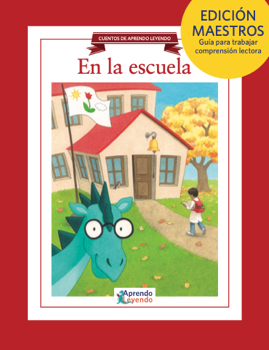 EDICIÓN
MAESTROS
Guía para trabajar
comprensión lectora
CUENTOS DE APRENDO LEYENDO
En la escuela
Aprendo
Leyendo